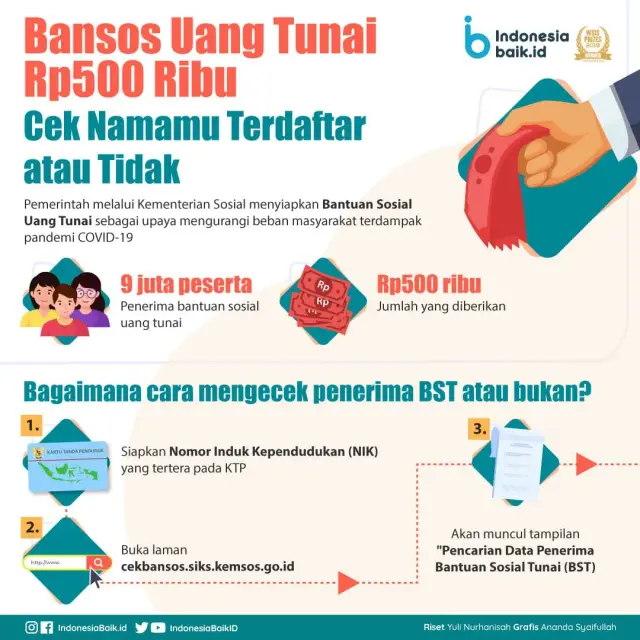 Bansos Uang Tunai
Rp500 Ribu
Cek Namamu Terdaftar
atau Tidak
Indonesia
baik.id
Pemerintah melalui Kementerian Sosial menyiapkan Bantuan Sosial
Uang Tunai sebagai upaya mengurangi beban masyarakat terdampak
pandemi COVID-19
9 juta peserta
Penerima bantuan sosial
uang tunai
Rp
Rp
Rp500 ribu
Jumlah yang diberikan
Bagaimana cara mengecek penerima BST atau bukan?
1.
KARTU TANDA PENDUDUK
Siapkan Nomor Induk Kependudukan (NIK)
yang tertera pada KTP
2.
http://www.
Buka laman
cekbansos.siks.kemsos.go.id
3.
Akan muncul tampilan
"Pencarian Data Penerima
Bantuan Sosial Tunai (BST)
IndonesiaBaik.id
IndonesiaBaikID
Riset Yuli Nurhanisah Grafis Ananda Syaifullah